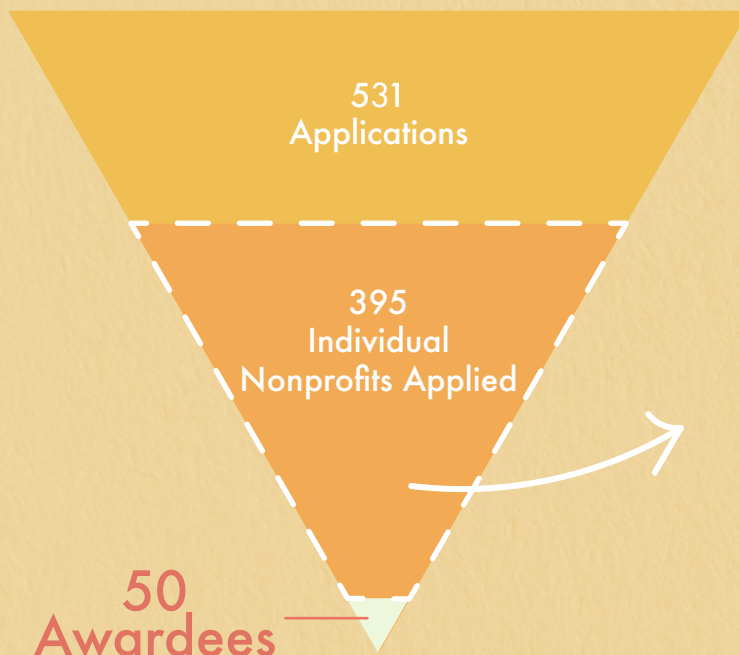 531
Applications
395
Individual
Nonprofits Applied
50
Awardees